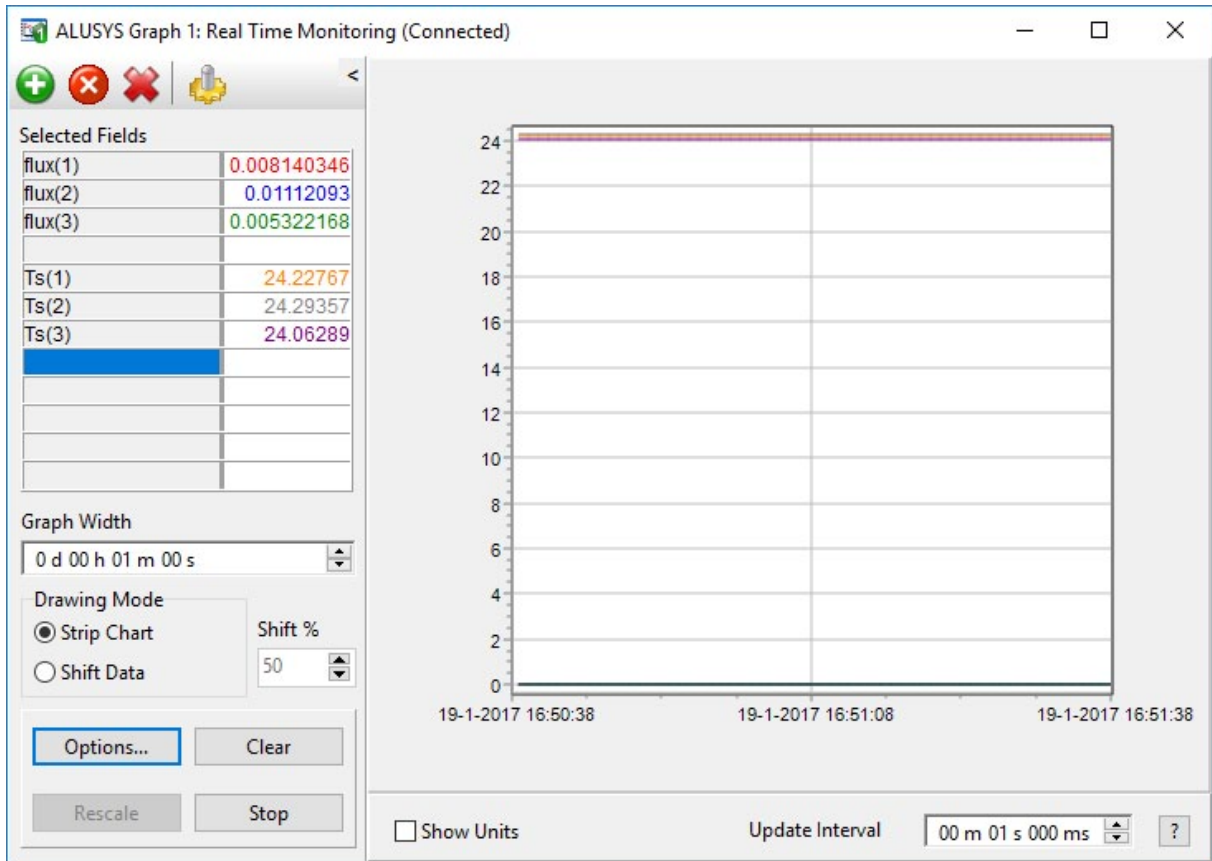 ALUSYS Graph 1: Real Time Monitoring (Connected)
<
Selected Fields
flux(1) 0.008140346
flux(2) 0.01112093
flux(3) 0.005322168
Ts(1) 24.22767
Ts(2) 24.29357
Ts(3) 24.06289
Graph Width
0 d 00 h 01 m 00 s
Drawing Mode
Strip Chart
Shift Data
Shift %
50
Options...
Clear
Rescale
Stop
24
22
20
18
16
14
12
10
8
6
4
2
0
19-1-2017 16:50:38 19-1-2017 16:51:08 19-1-2017 16:51:38
Show Units
Update Interval
00 m 01 s 000 ms
?